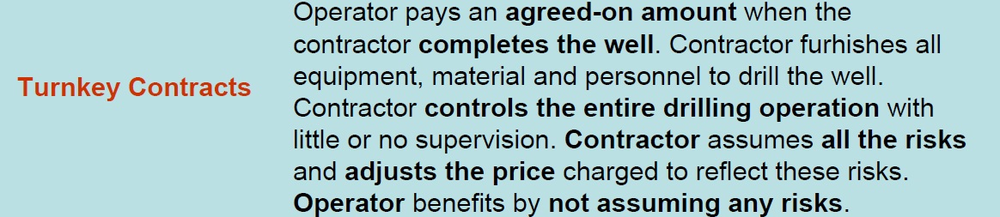 Turnkey Contracts
Operator pays an agreed-on amount when the
contractor completes the well. Contractor furhishes all
equipment, material and personnel to drill the well.
Contractor controls the entire drilling operation with
little or no supervision. Contractor assumes all the risks
and adjusts the price charged to reflect these risks.
Operator benefits by not assuming any risks.